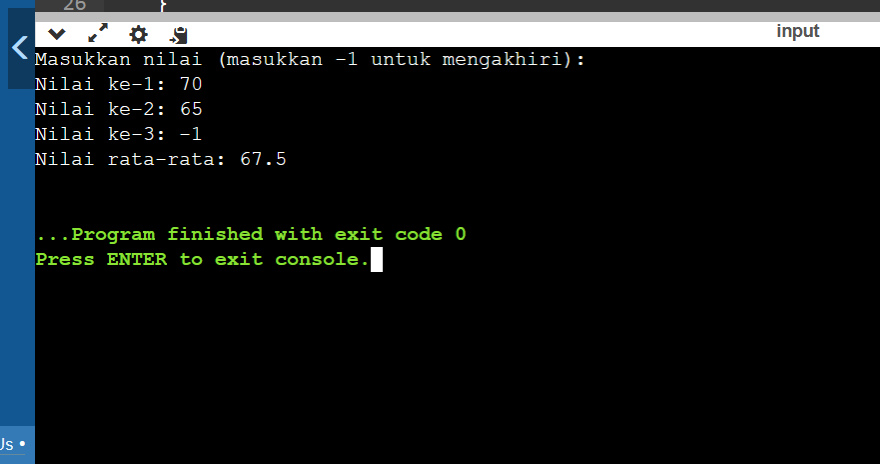 26 }
input
Masukkan nilai (masukkan -1 untuk mengakhiri):
Nilai ke-1: 70
Nilai ke-2: 65
Nilai ke-3: -1
Nilai rata-rata: 67.5
...Program finished with exit code 0
Press ENTER to exit console.
Us •